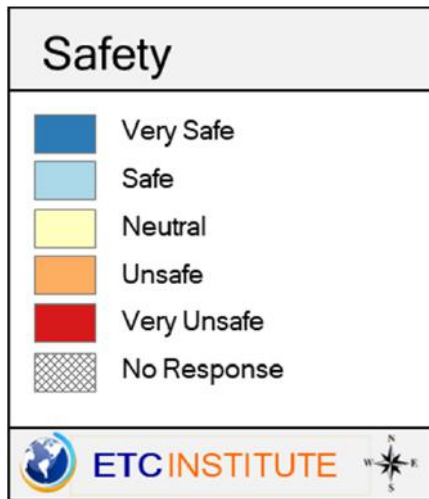 Safety
Very Safe
Safe
Neutral
Unsafe
Very Unsafe
No Response
ETC INSTITUTE
N
W E
S